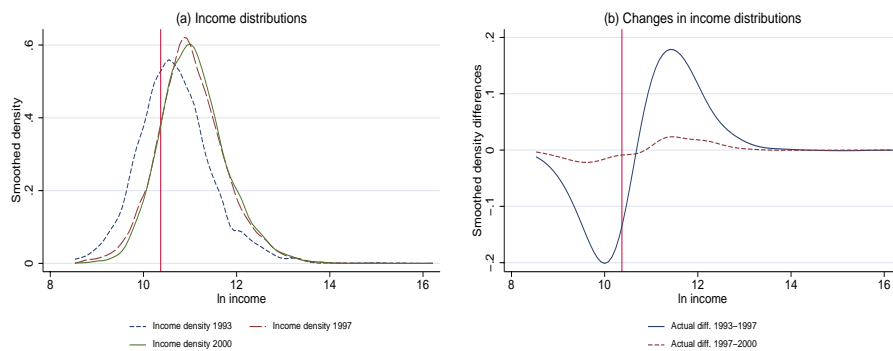 (a) Income distributions
Smoothed density
.6
.4
.2
0
8 10 12 14 16
ln income
Income density 1993 Income density 1997
Income density 2000
(b) Changes in income distributions
Smoothed density differences
.2
.1
0
−.1
−.2
8 10 12 14 16
ln income
Actual diff. 1993−1997
Actual diff. 1997−2000